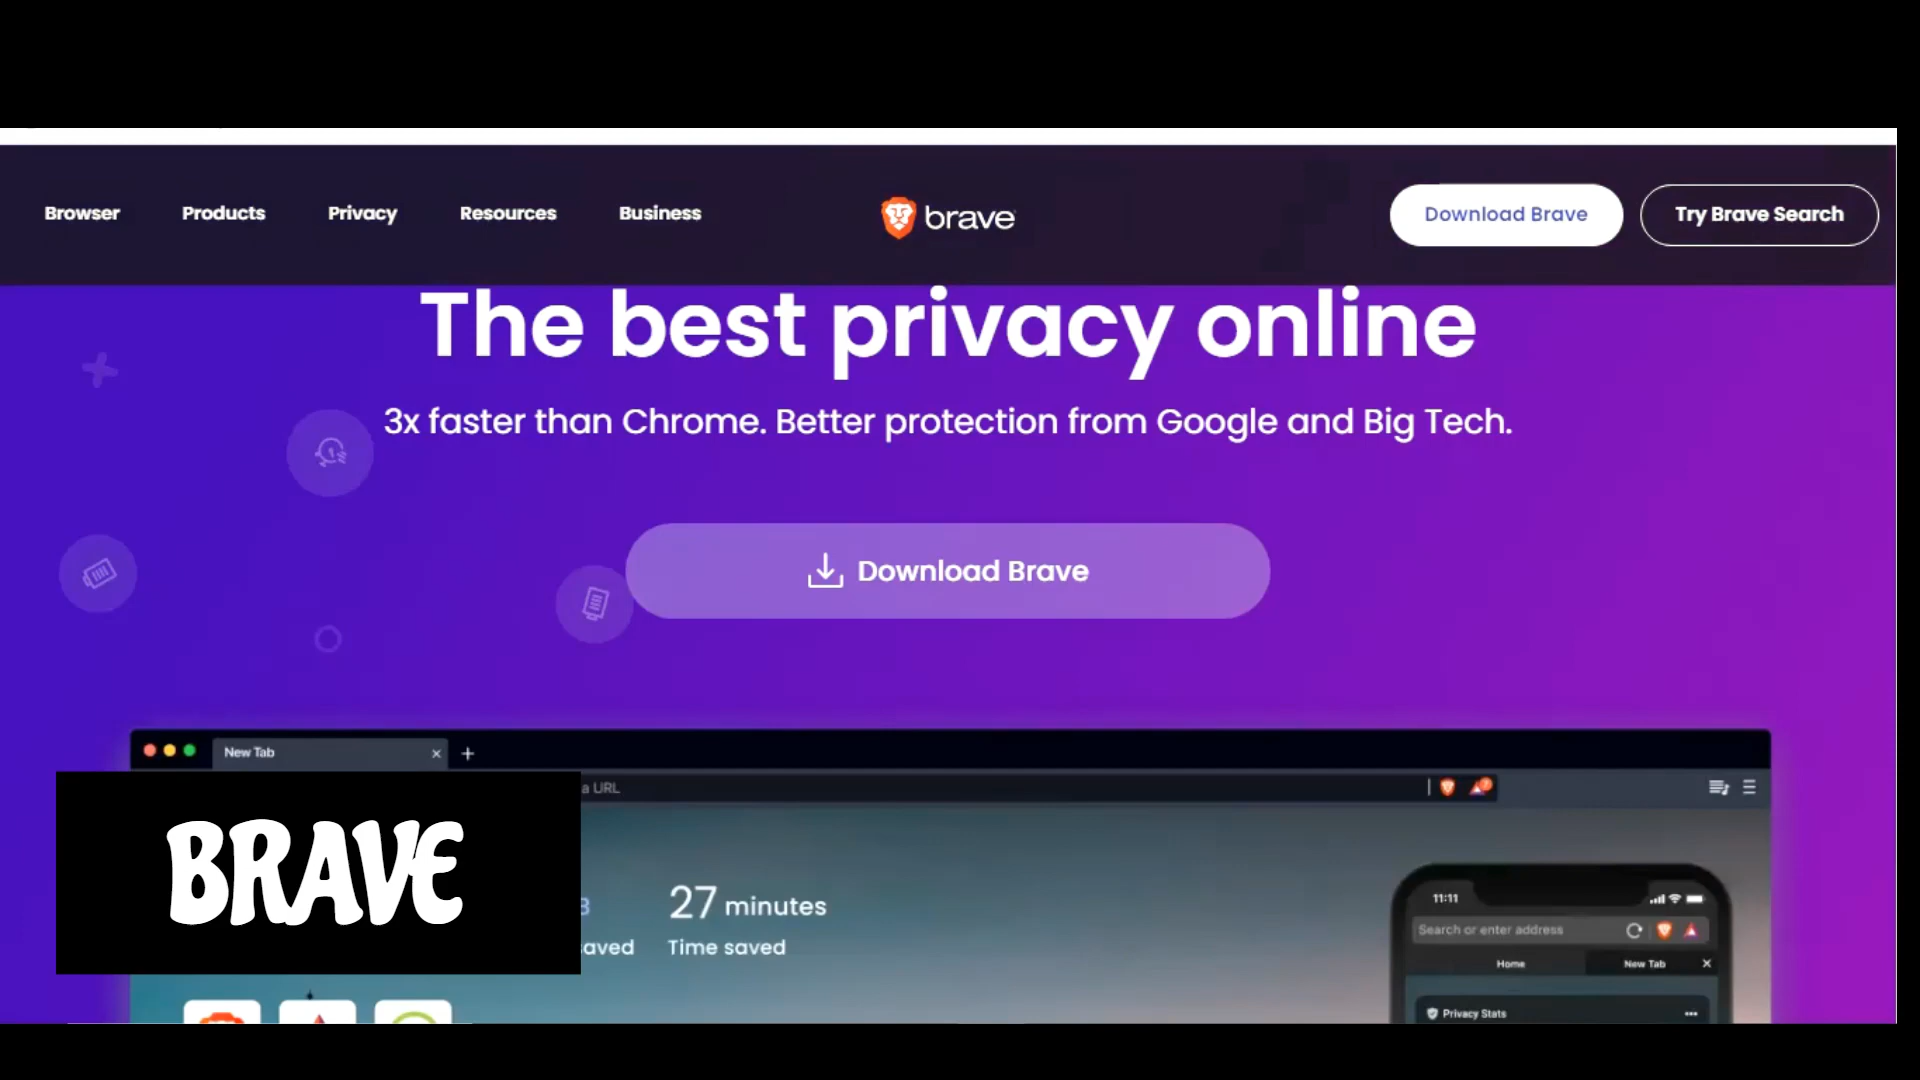 Browser Products Privacy Resources Business brave Download Brave Try Brave Search
The best privacy online
3x faster than Chrome. Better protection from Google and Big Tech.
Download Brave
New Tab
a URL
BRAVE
27 minutes
Time saved
11:11
Search or enter address
Home New Tab
Privacy Stats